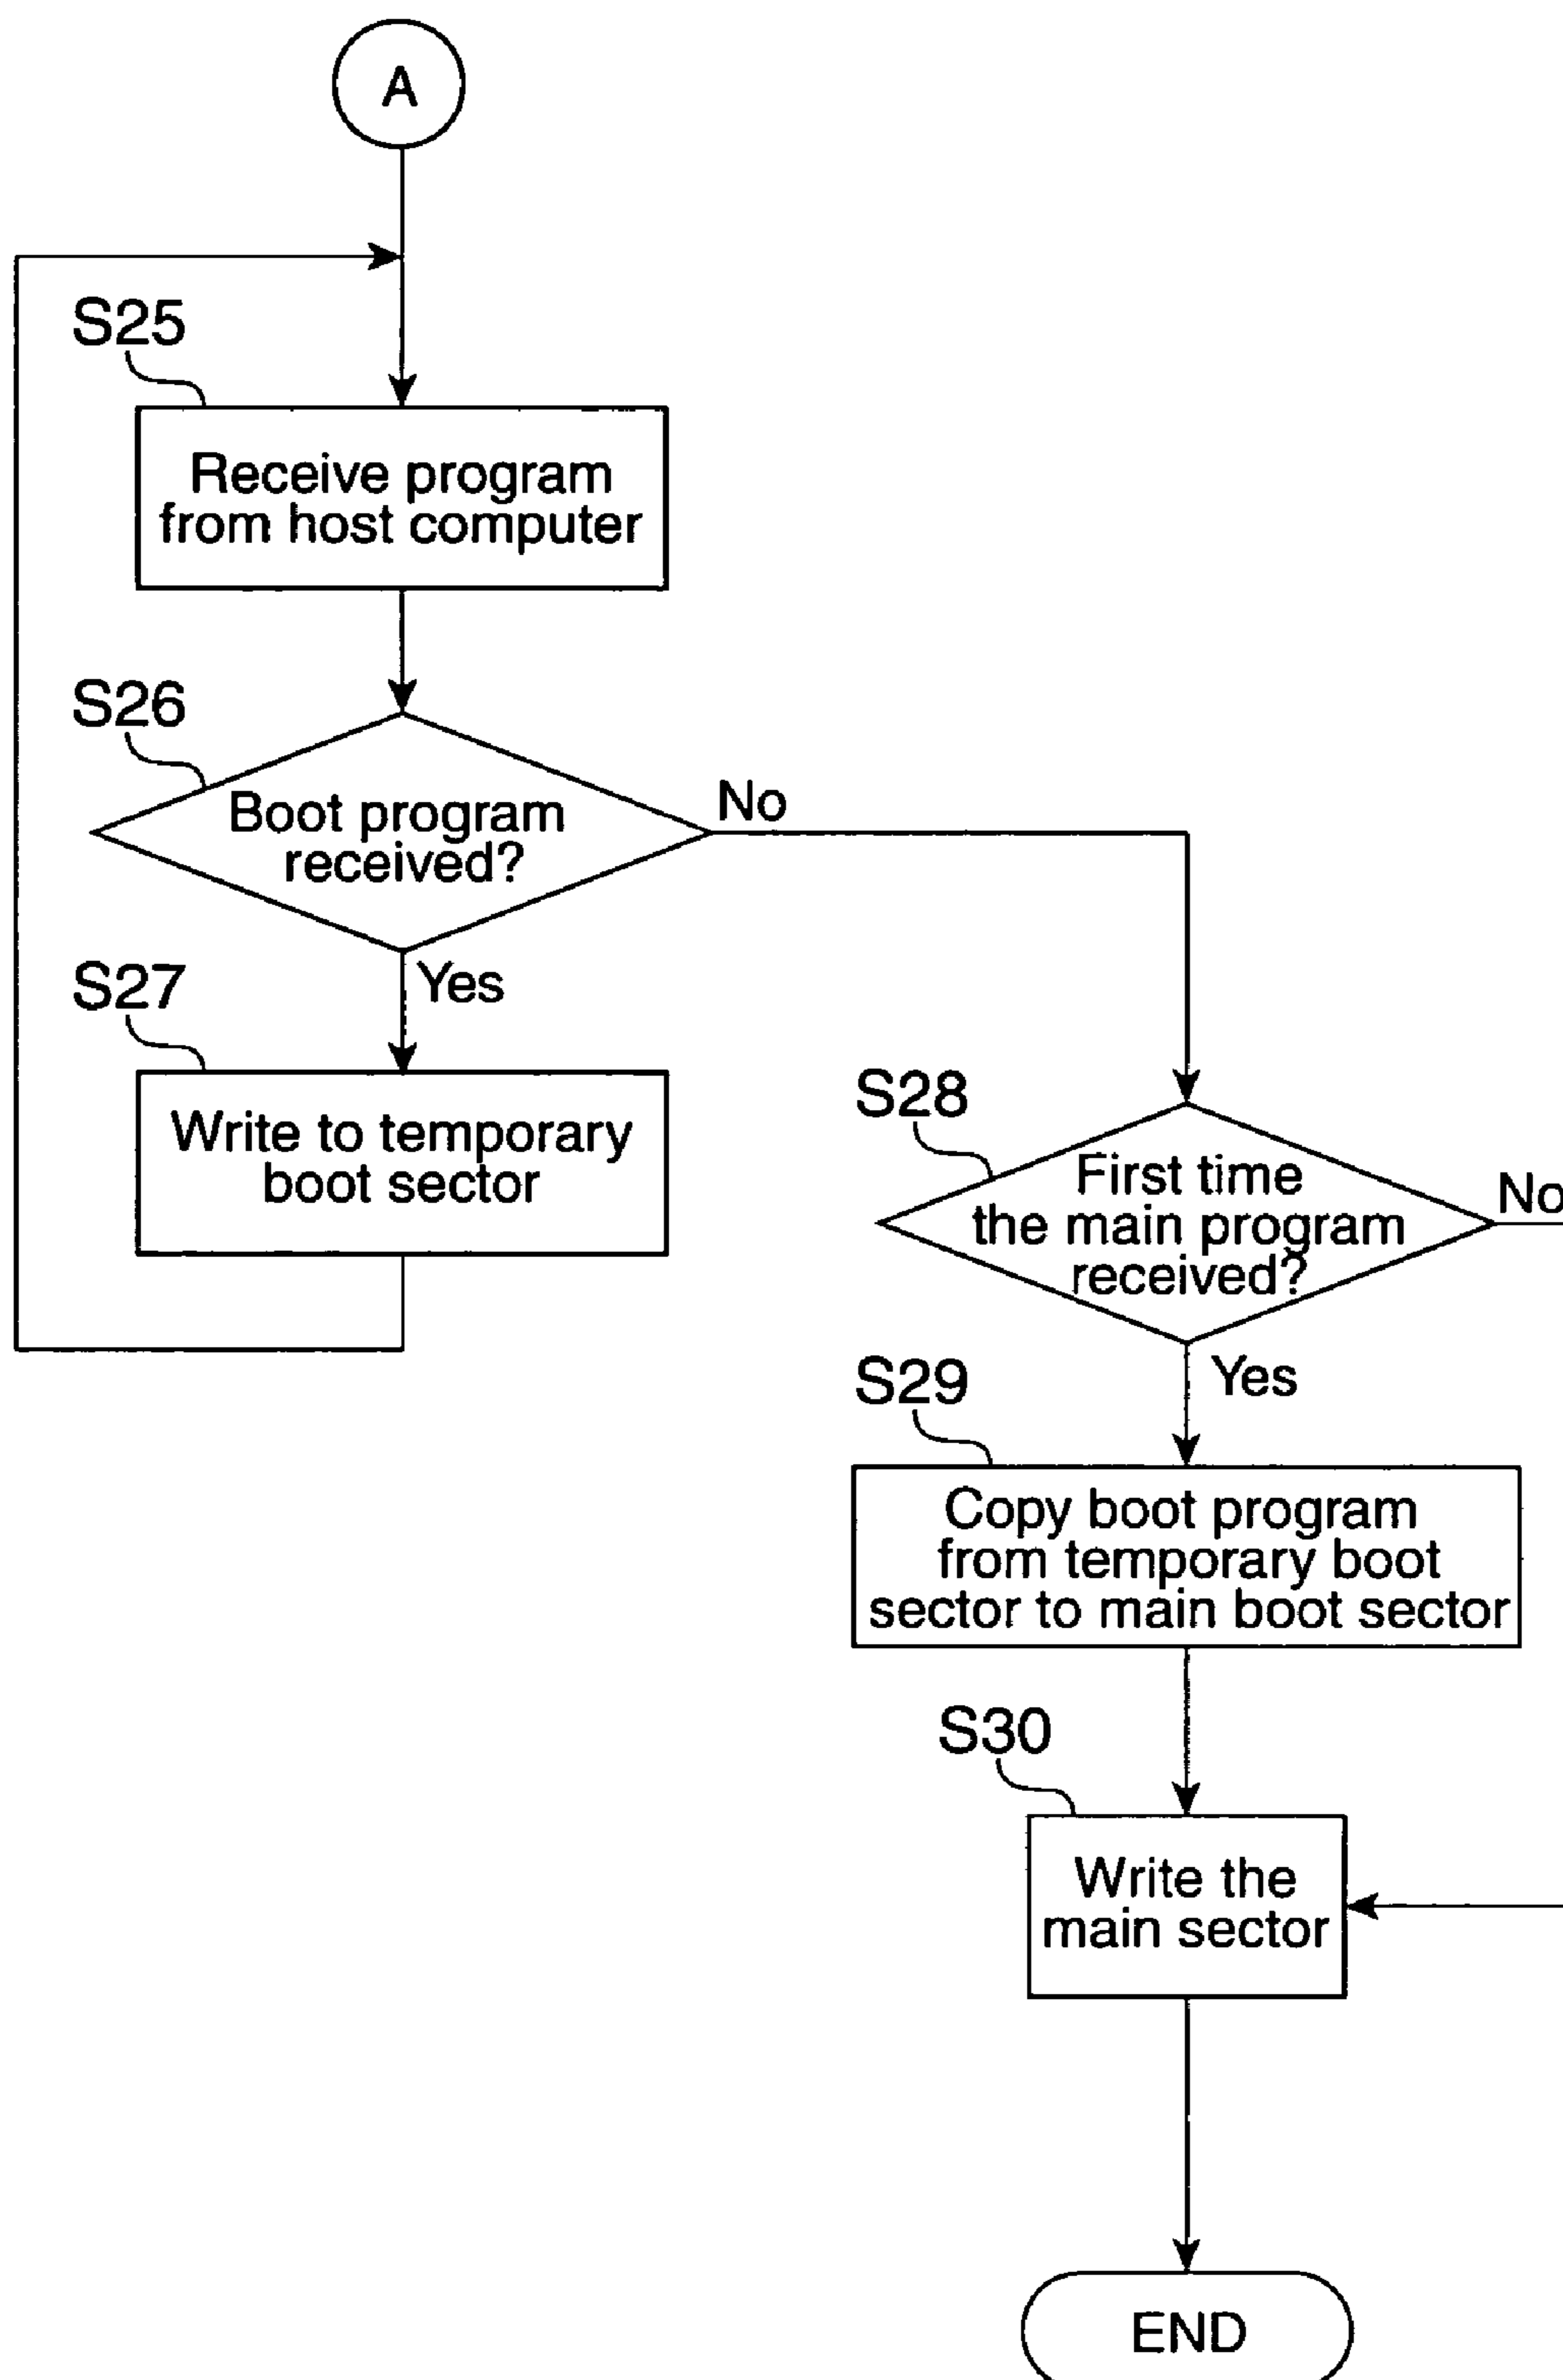 A
S25
Receive program
from host computer
S26
Boot program
received?
No
Yes
S27
Write to temporary
boot sector
S28
First time
the main program
received?
No
Yes
S29
Copy boot program
from temporary boot
sector to main boot sector
S30
Write the
main sector
END